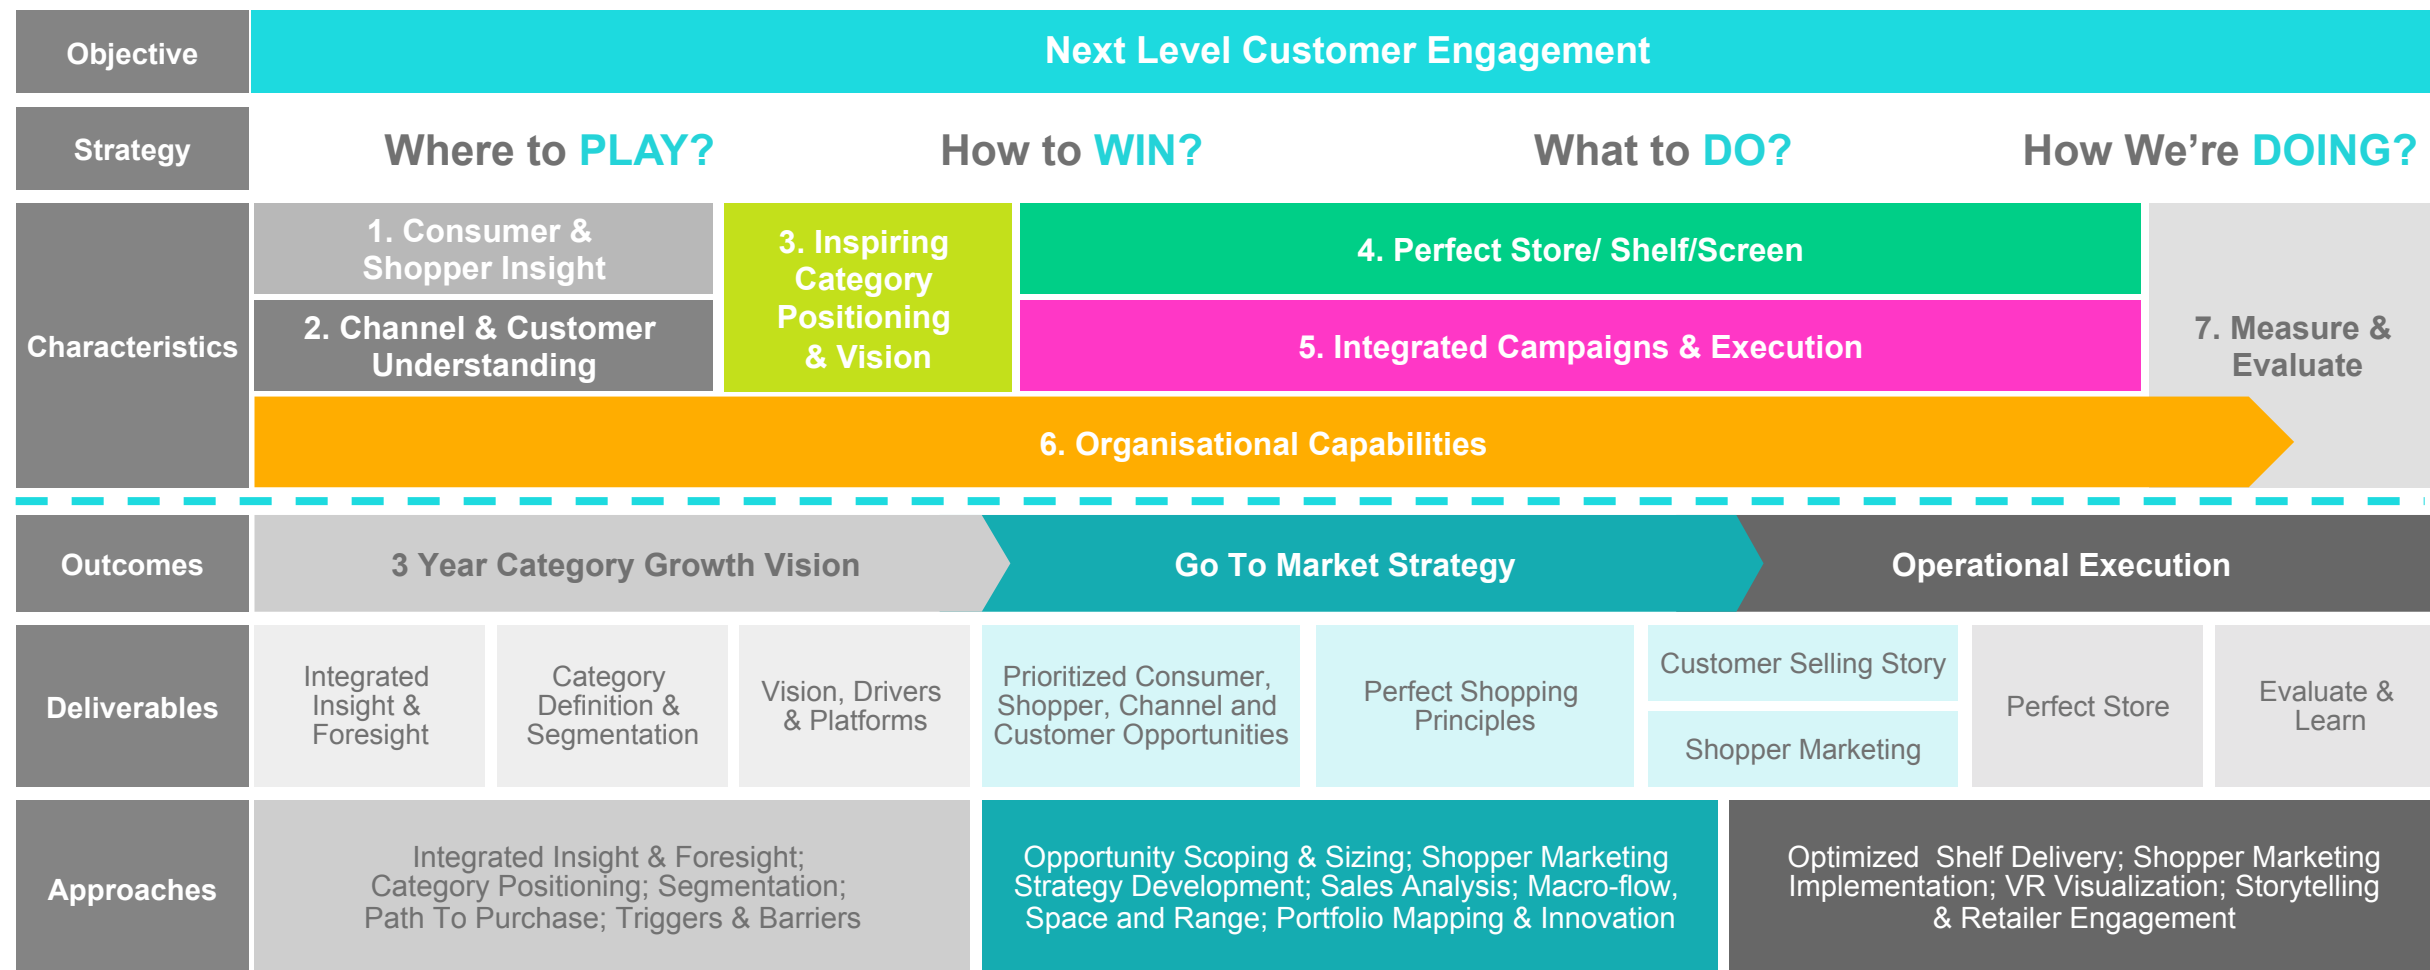 Objective
Next Level Customer Engagement
Strategy
Where to PLAY?
How to WIN?
What to DO?
How We're DOING?
Characteristics
1. Consumer &
Shopper Insight
2. Channel & Customer
Understanding
3. Inspiring
Category
Positioning
& Vision
4. Perfect Store/ Shelf/Screen
5. Integrated Campaigns & Execution
6. Organisational Capabilities
7. Measure &
Evaluate
Outcomes
3 Year Category Growth Vision
Go To Market Strategy
Operational Execution
Deliverables
Integrated
Insight &
Foresight
Category
Definition &
Segmentation
Vision, Drivers
& Platforms
Prioritized Consumer,
Shopper, Channel and
Customer Opportunities
Perfect Shopping
Principles
Customer Selling Story
Shopper Marketing
Perfect Store
Evaluate &
Learn
Approaches
Integrated Insight & Foresight;
Category Positioning; Segmentation;
Path To Purchase; Triggers & Barriers
Opportunity Scoping & Sizing; Shopper Marketing
Strategy Development; Sales Analysis; Macro-flow,
Space and Range; Portfolio Mapping & Innovation
Optimized  Shelf Delivery; Shopper Marketing
Implementation; VR Visualization; Storytelling
& Retailer Engagement